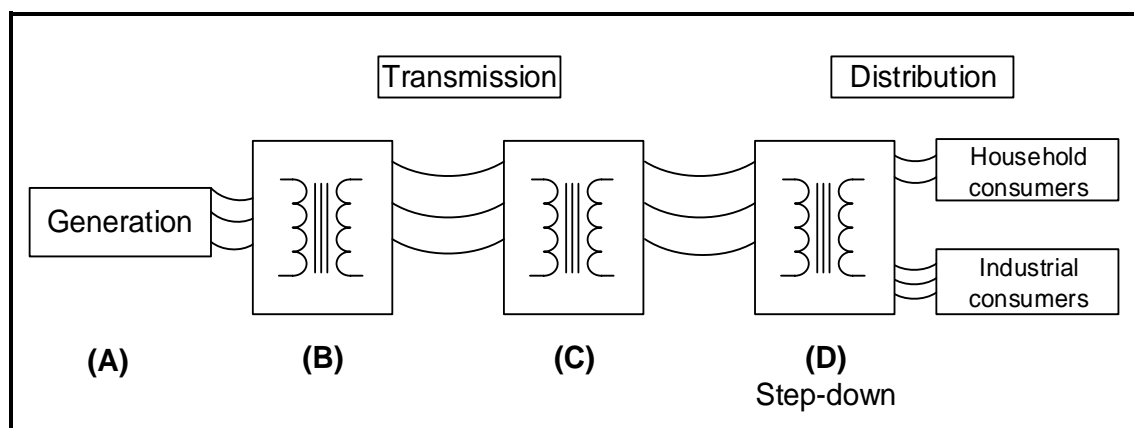 Transmission
Distribution
Generation
Household
consumers
Industrial
consumers
(A)
(B)
(C)
(D)
Step-down